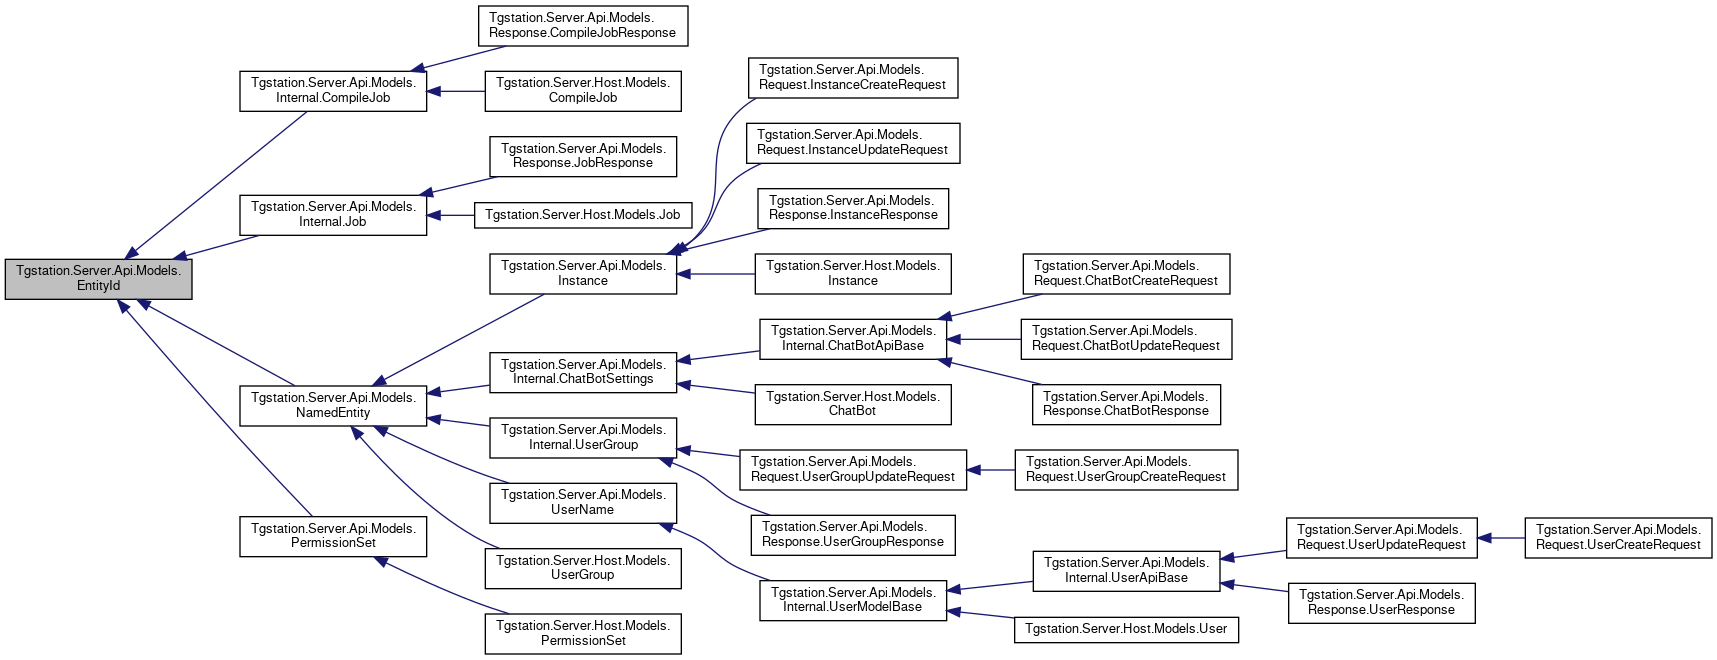 Tgstation.Server.Api.Models.
EntityId
Tgstation.Server.Api.Models.
Internal.CompileJob
Tgstation.Server.Api.Models.
Response.CompileJobResponse
Tgstation.Server.Host.Models.
CompileJob
Tgstation.Server.Api.Models.
Internal.Job
Tgstation.Server.Api.Models.
Response.JobResponse
Tgstation.Server.Host.Models.Job
Tgstation.Server.Api.Models.
NamedEntity
Tgstation.Server.Api.Models.
Instance
Tgstation.Server.Api.Models.
Request.InstanceCreateRequest
Tgstation.Server.Api.Models.
Request.InstanceUpdateRequest
Tgstation.Server.Api.Models.
Response.InstanceResponse
Tgstation.Server.Host.Models.
Instance
Tgstation.Server.Api.Models.
Internal.ChatBotSettings
Tgstation.Server.Api.Models.
Internal.ChatBotApiBase
Tgstation.Server.Api.Models.
Request.ChatBotCreateRequest
Tgstation.Server.Api.Models.
Request.ChatBotUpdateRequest
Tgstation.Server.Api.Models.
Response.ChatBotResponse
Tgstation.Server.Host.Models.
ChatBot
Tgstation.Server.Api.Models.
Internal.UserGroup
Tgstation.Server.Api.Models.
Request.UserGroupUpdateRequest
Tgstation.Server.Api.Models.
Request.UserGroupCreateRequest
Tgstation.Server.Api.Models.
Response.UserGroupResponse
Tgstation.Server.Api.Models.
UserName
Tgstation.Server.Api.Models.
Internal.UserModelBase
Tgstation.Server.Api.Models.
Internal.UserApiBase
Tgstation.Server.Api.Models.
Request.UserUpdateRequest
Tgstation.Server.Api.Models.
Request.UserCreateRequest
Tgstation.Server.Api.Models.
Response.UserResponse
Tgstation.Server.Host.Models.User
Tgstation.Server.Host.Models.
UserGroup
Tgstation.Server.Api.Models.
PermissionSet
Tgstation.Server.Host.Models.
PermissionSet